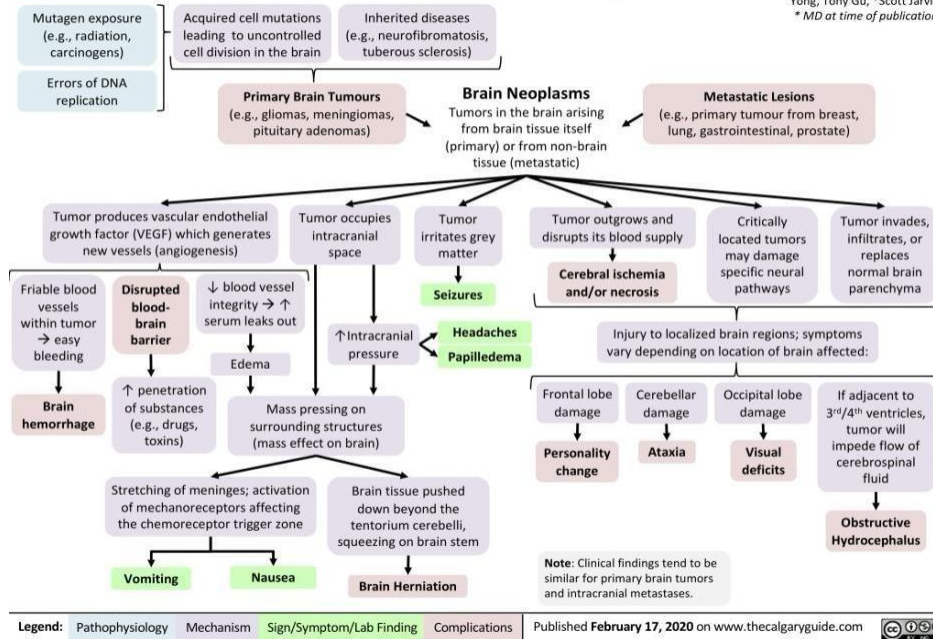 Yong, Tony Gu, *Scott Jarvi
* MD at time of publication
Mutagen exposure
(e.g., radiation,
carcinogens)
Errors of DNA
replication
Acquired cell mutations
leading to uncontrolled
cell division in the brain
Inherited diseases
(e.g., neurofibromatosis,
tuberous sclerosis)
Primary Brain Tumours
(e.g., gliomas, meningiomas,
pituitary adenomas)
Brain Neoplasms
Tumors in the brain arising
from brain tissue itself
(primary) or from non-brain
tissue (metastatic)
Metastatic Lesions
(e.g., primary tumour from breast,
lung, gastrointestinal, prostate)
Tumor produces vascular endothelial
growth factor (VEGF) which generates
new vessels (angiogenesis)
Tumor occupies
intracranial
space
Tumor
irritates grey
matter
Tumor outgrows and
disrupts its blood supply
Critically
located tumors
may damage
specific neural
pathways
Tumor invades,
infiltrates, or
replaces
normal brain
parenchyma
Friable blood
vessels
within tumor
→ easy
bleeding
Disrupted
blood-
brain
barrier
↓ blood vessel
integrity → ↑
serum leaks out
Seizures
Cerebral ischemia
and/or necrosis
Edema
↑Intracranial
pressure
Headaches
Papilledema
Injury to localized brain regions; symptoms
vary depending on location of brain affected:
Brain
hemorrhage
↑ penetration
of substances
(e.g., drugs,
toxins)
Mass pressing on
surrounding structures
(mass effect on brain)
Frontal lobe
damage
Cerebellar
damage
Occipital lobe
damage
If adjacent to
3rd/4th ventricles,
tumor will
impede flow of
cerebrospinal
fluid
Personality
change
Ataxia
Visual
deficits
Stretching of meninges; activation
of mechanoreceptors affecting
the chemoreceptor trigger zone
Brain tissue pushed
down beyond the
tentorium cerebelli,
squeezing on brain stem
Obstructive
Hydrocephalus
Vomiting
Nausea
Brain Herniation
Note: Clinical findings tend to be
similar for primary brain tumors
and intracranial metastases.
Legend: Pathophysiology Mechanism Sign/Symptom/Lab Finding Complications Published February 17, 2020 on www.thecalgaryguide.com